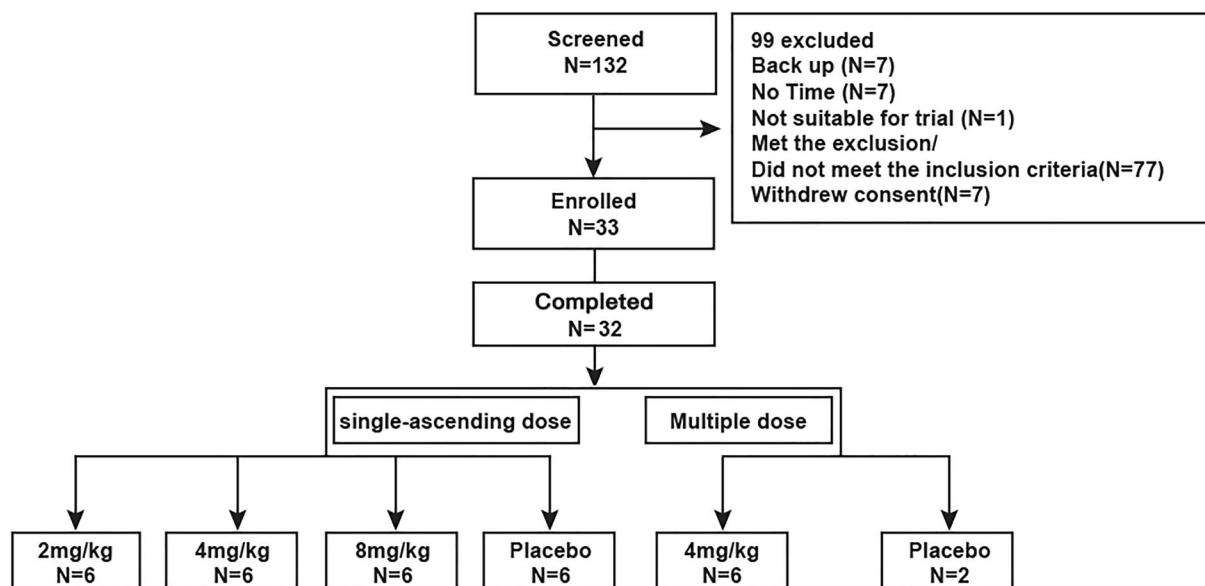 Screened
N=132
99 excluded
Back up (N=7)
No Time (N=7)
Not suitable for trial (N=1)
Met the exclusion/
Did not meet the inclusion criteria(N=77)
Withdrew consent(N=7)
Enrolled
N=33
Completed
N=32
single-ascending dose
Multiple dose
2mg/kg
N=6
4mg/kg
N=6
8mg/kg
N=6
Placebo
N=6
4mg/kg
N=6
Placebo
N=2